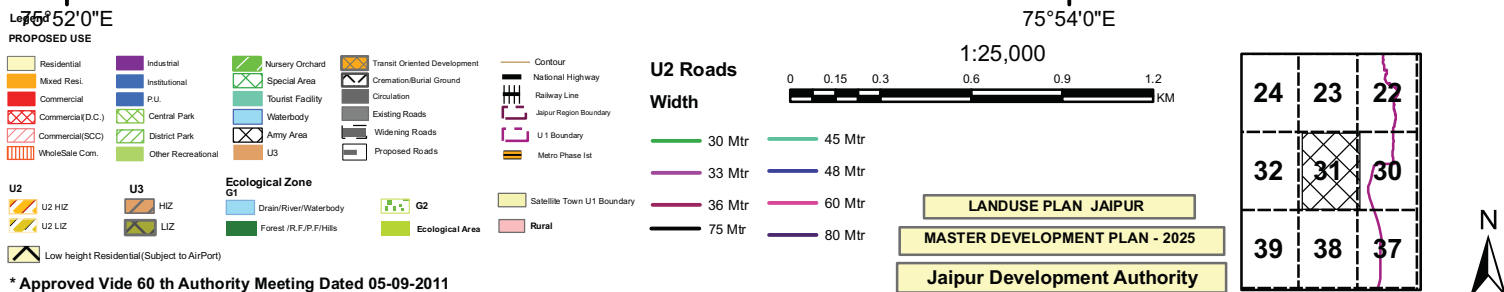 75°52'0"E
75°54'0"E
Legend
PROPOSED USE
Residential
Mixed Resi.
Commercial
Commercial(D.C.)
Commercial(SCC)
WholeSale Com.
Industrial
Institutional
P.U.
Central Park
District Park
Other Recreational
Nursery Orchard
Special Area
Tourist Facility
Waterbody
Army Area
U3
Transit Oriented Development
Cremation/Burial Ground
Circulation
Existing Roads
Widening Roads
Proposed Roads
Contour
National Highway
Railway Line
Jaipur Region Boundary
U 1 Boundary
Metro Phase Ist
U2
U2 HIZ
U2 LIZ
U3
HIZ
LIZ
Ecological Zone
G1
Drain/River/Waterbody
Forest /R.F./P.F/Hills
G2
Ecological Area
Satellite Town U1 Boundary
Rural
Low height Residential(Subject to AirPort)
* Approved Vide 60 th Authority Meeting Dated 05-09-2011
U2 Roads
Width
30 Mtr
33 Mtr
36 Mtr
75 Mtr
45 Mtr
48 Mtr
60 Mtr
80 Mtr
1:25,000
0 0.15 0.3 0.6 0.9 1.2
KM
LANDUSE PLAN JAIPUR
MASTER DEVELOPMENT PLAN - 2025
Jaipur Development Authority
24 23 22
32 31 30
39 38 37
N